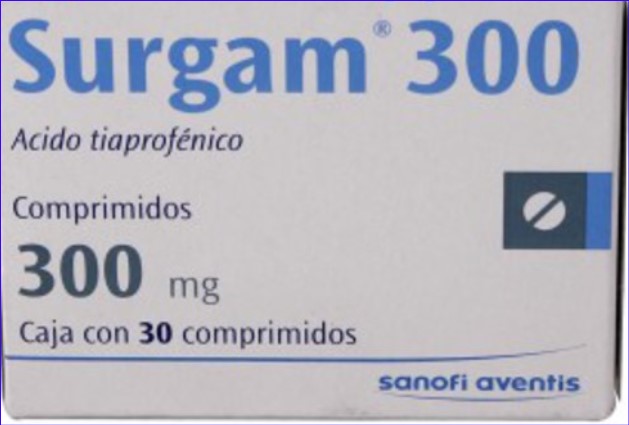 Surgam® 300
Acido tiaprofénico
Comprimidos
300 mg
Caja con 30 comprimidos
sanofi aventis